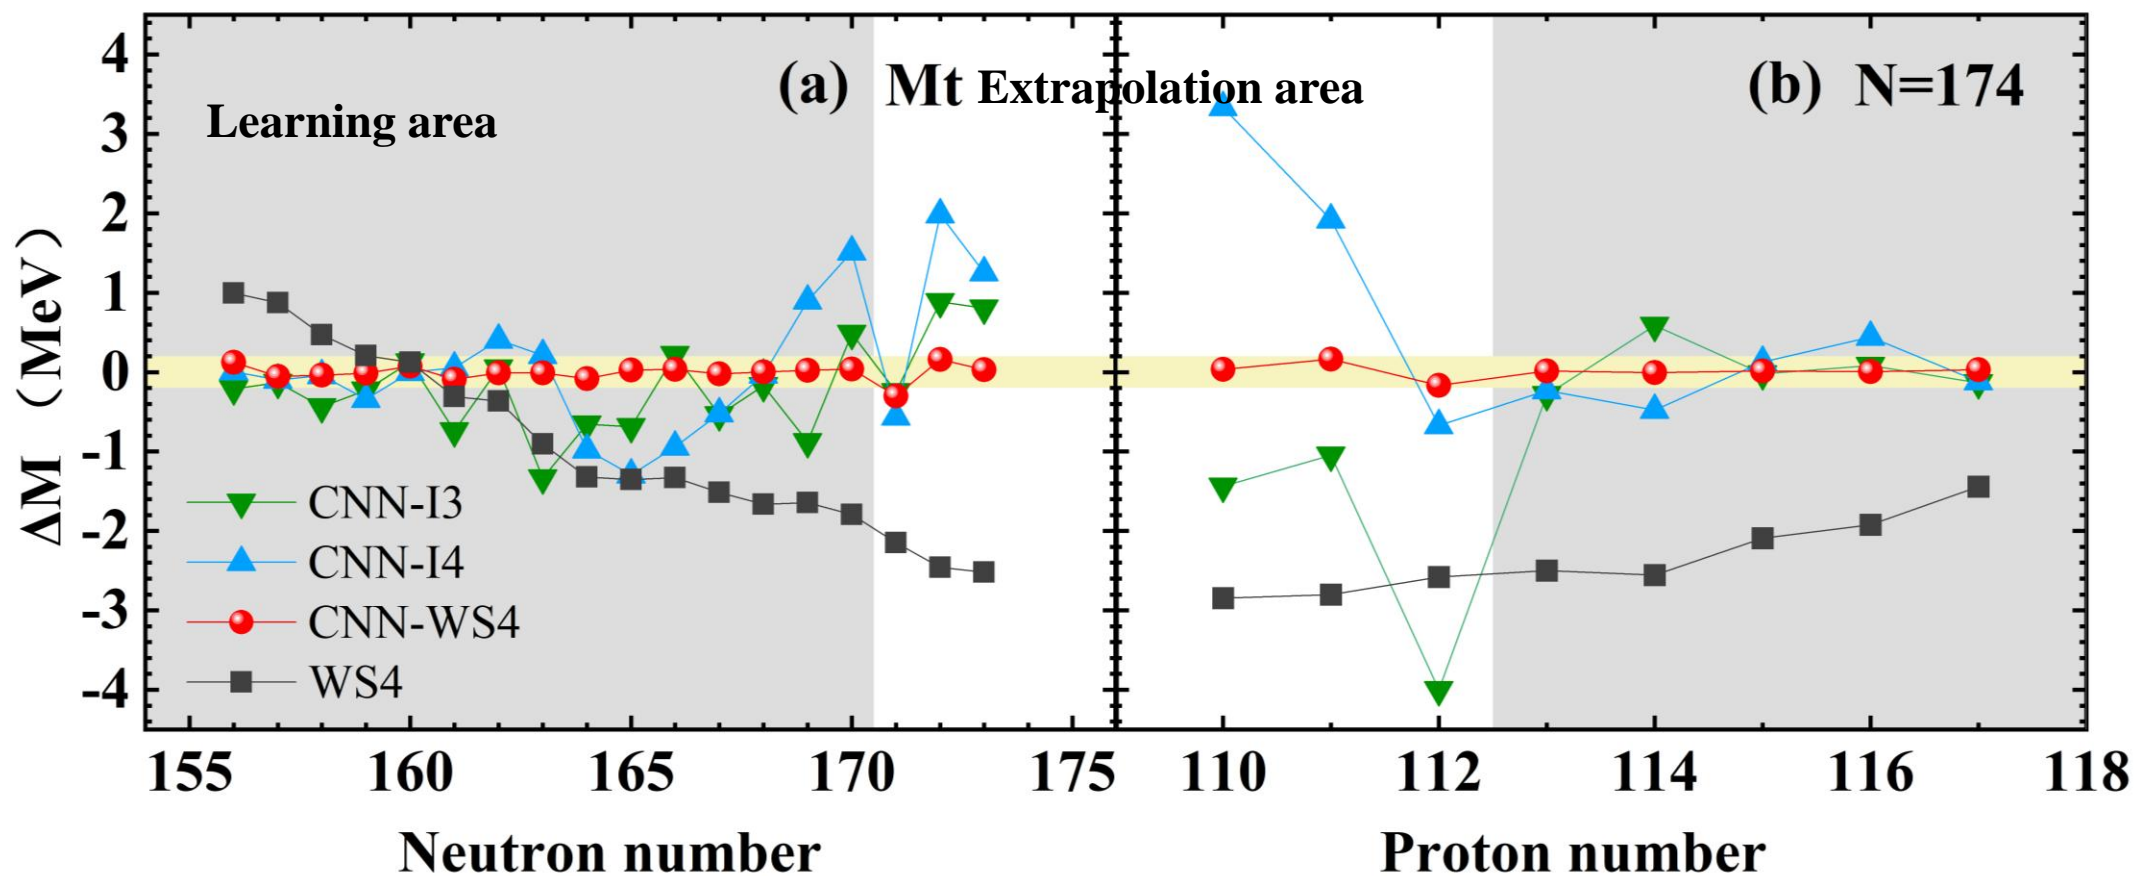 4
3
2
1
0
-1
-2
-3
-4
ΔM （MeV）
Learning area
(a) Mt Extrapolation area
(b) N=174
CNN-I3
CNN-I4
CNN-WS4
WS4
155 160 165 170 175 110 112 114 116 118
Neutron number Proton number